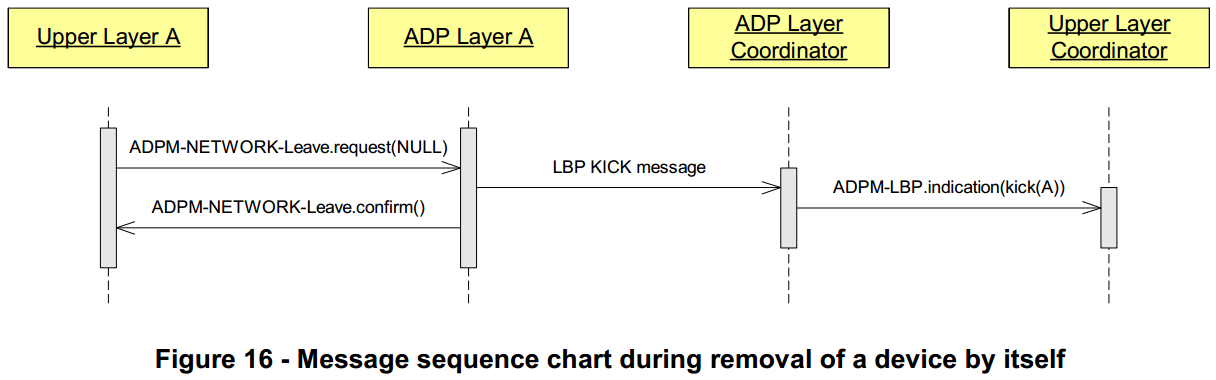 Upper Layer A
ADP Layer A
ADP Layer
Coordinator
Upper Layer
Coordinator
ADPM-NETWORK-Leave.request(NULL)
LBP KICK message
ADPM-LBP.indication(kick(A))
ADPM-NETWORK-Leave.confirm()
Figure 16 - Message sequence chart during removal of a device by itself